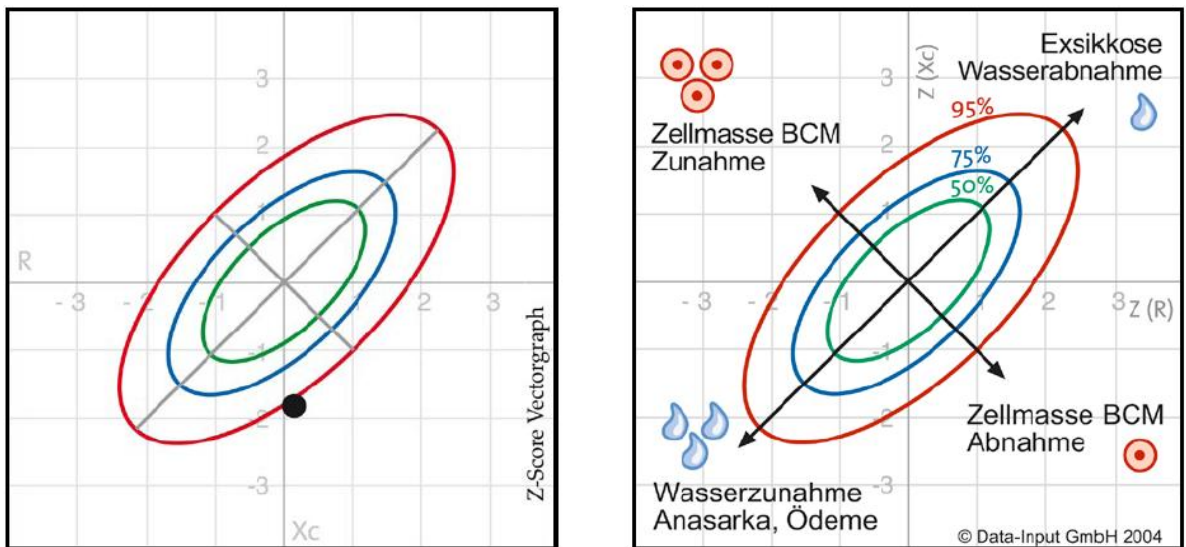 3
2
1
R
-3
-2
-1
2
3
-1
-2
-3
Xc
Z-Score Vectorgraph
Exsikkose
Wasserabnahme
3
Z (Xc)
95%
Zellmasse BCM
Zunahme
2
75%
50%
1
-3
-2
-1
2
3
Z (R)
-1
Zellmasse BCM
Abnahme
-2
-3
Wasserzunahme
Anasarka, Ödeme
© Data-Input GmbH 2004